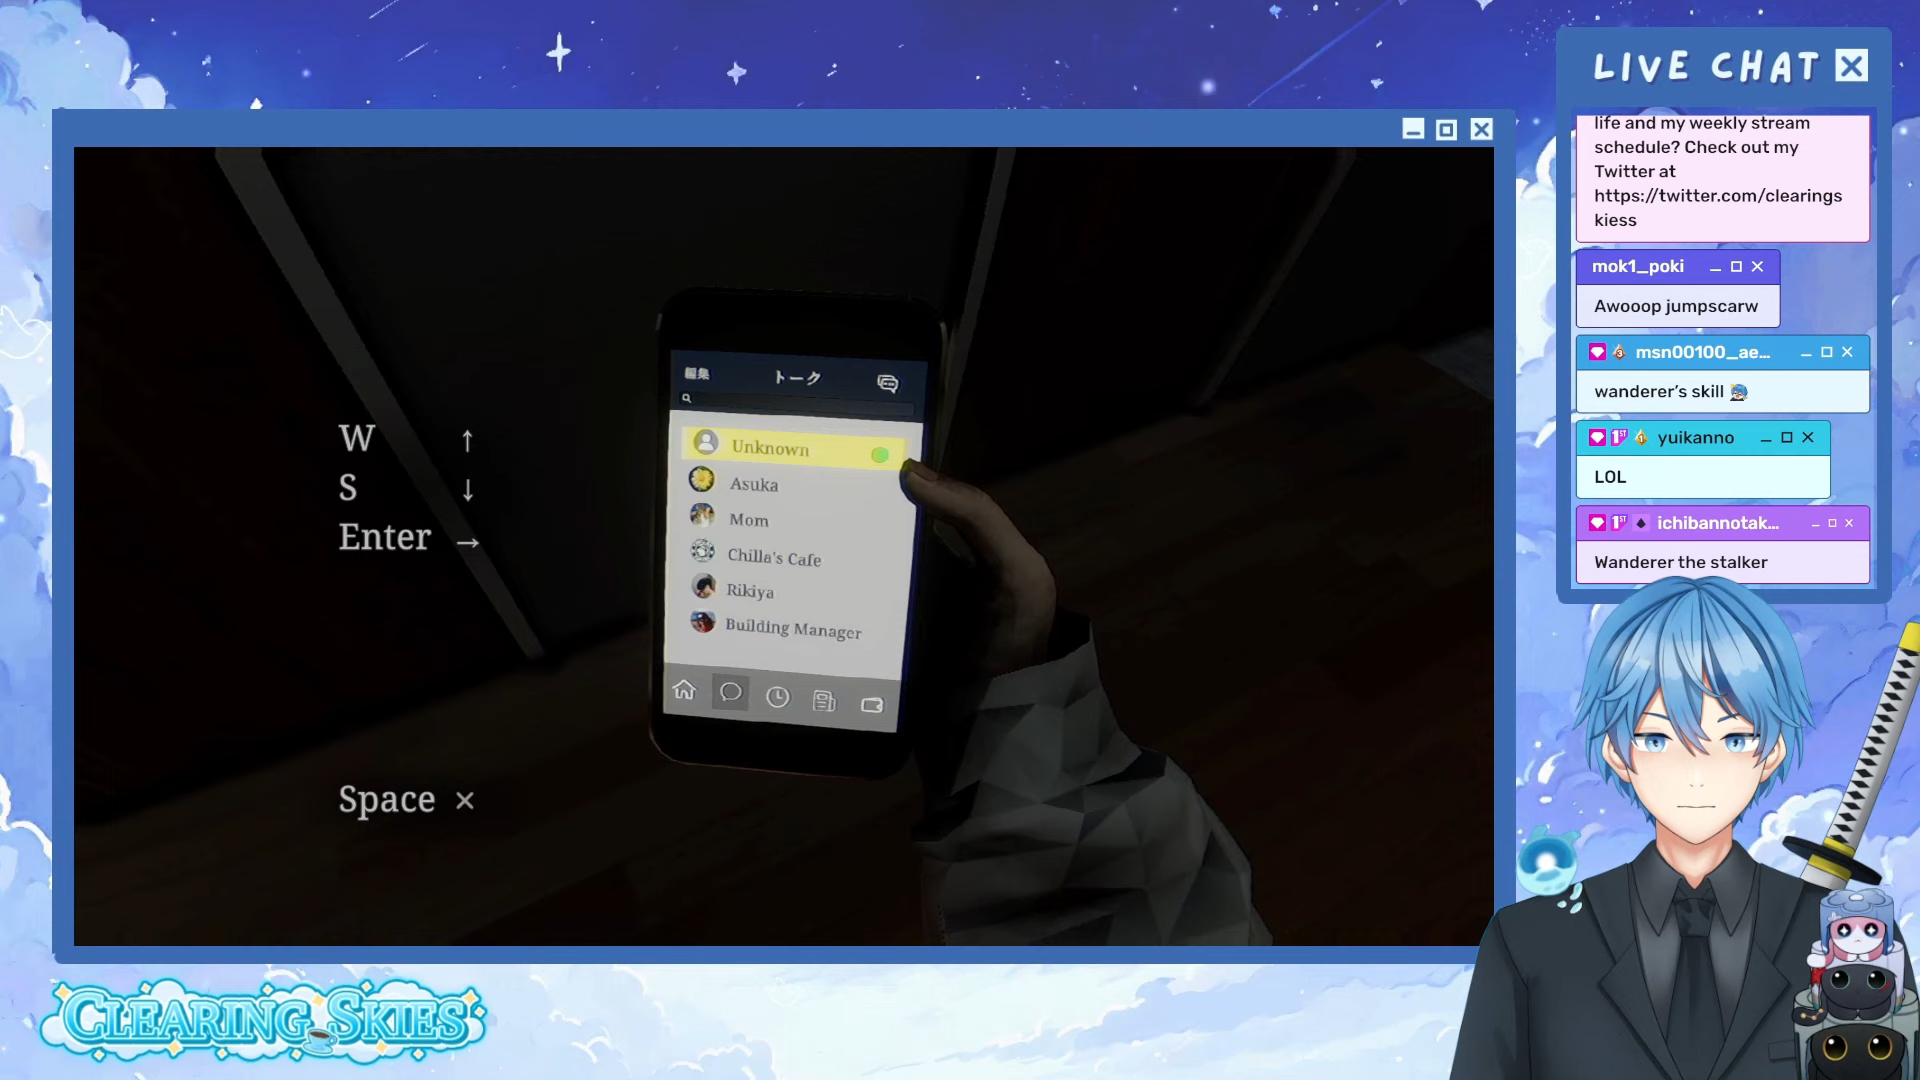 LIVE CHAT
life and my weekly stream
schedule? Check out my
Twitter at
https://twitter.com/clearings
kiess
mok1_poki
Awooop jumpscarw
msn00100_ae...
wanderer's skill
yuikanno
LOL
ichibannotak...
Wanderer the stalker
W ↑
S ↓
Enter →
Space ×
編集 トーク
Unknown
Asuka
Mom
Chilla's Cafe
Rikiya
Building Manager
CLEARING SKIES